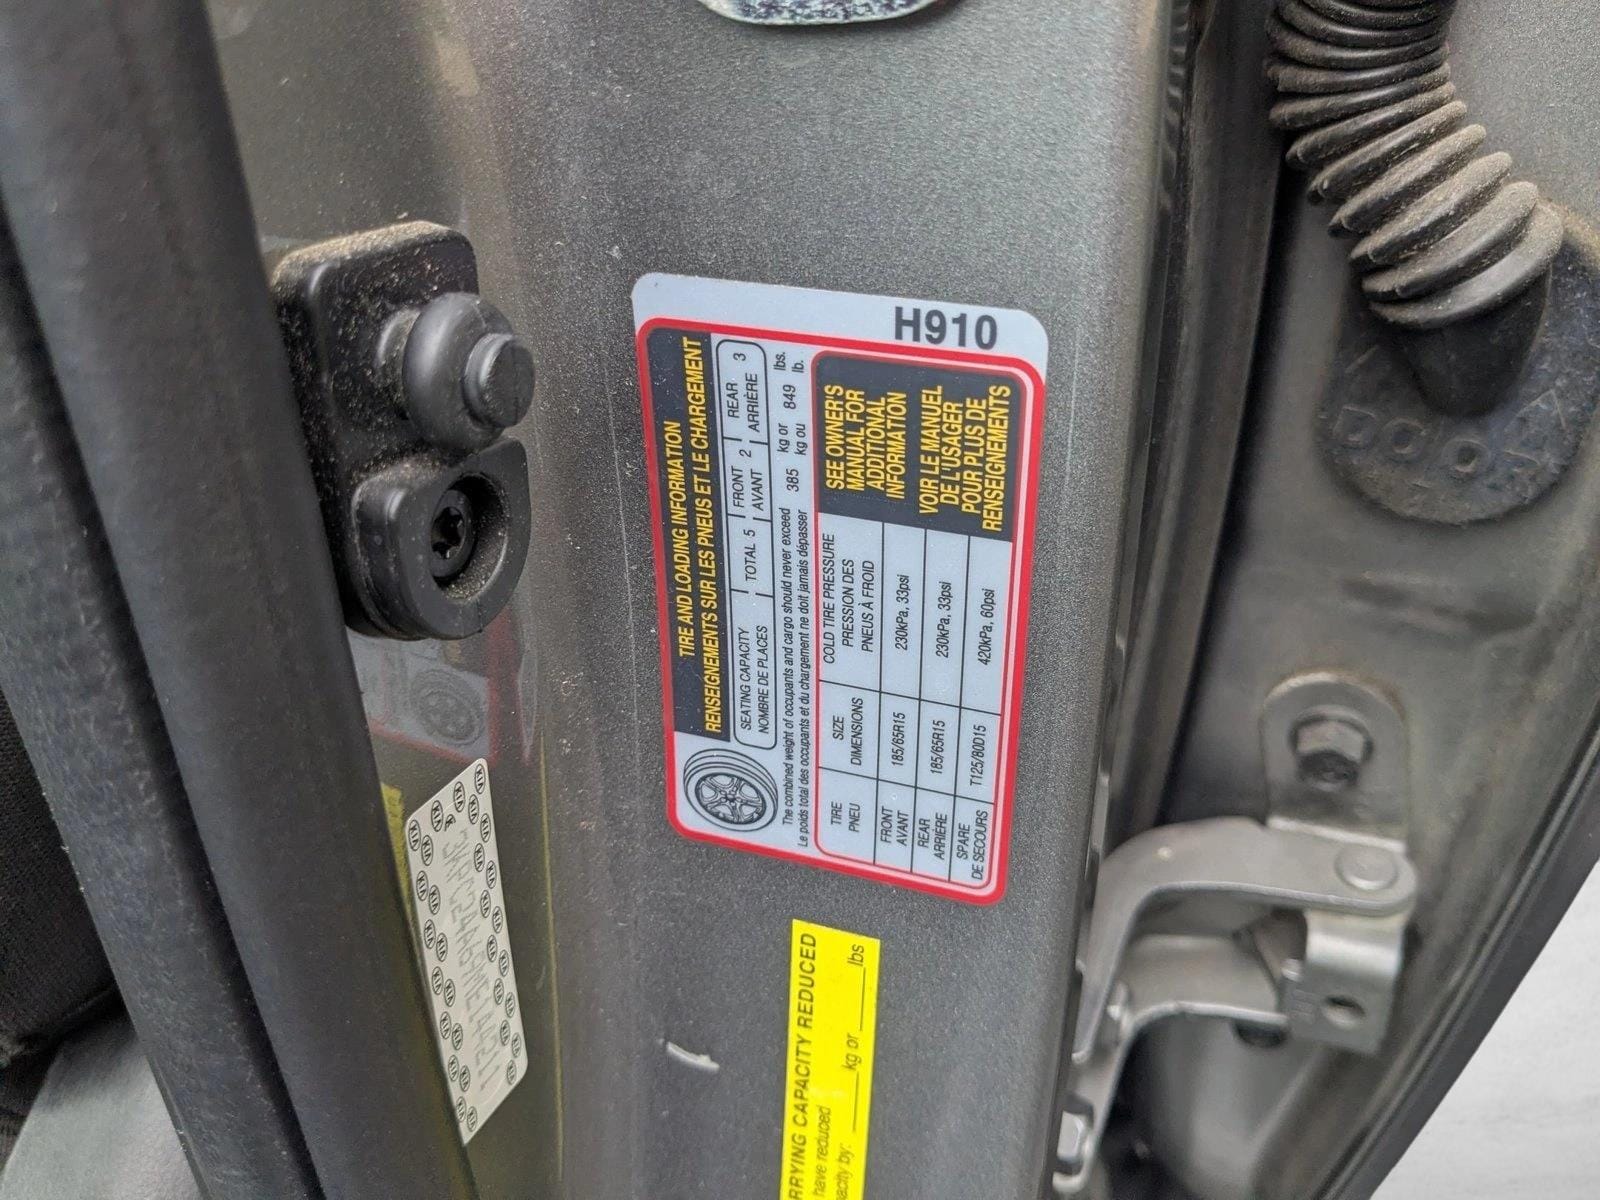 H910
TIRE AND LOADING INFORMATION
RENSEIGNEMENTS SUR LES PNEUS ET LE CHARGEMENT
SEATING CAPACITY TOTAL 5 FRONT 2 REAR 3
NOMBRE DE PLACES AVANT ARRIÈRE
The combined weight of occupants and cargo should never exceed 385 kg or 849 lbs.
Le poids total des occupants et du chargement ne doit jamais dépasser kg ou lb.
TIRE SIZE COLD TIRE PRESSURE
PNEU DIMENSIONS PRESSION DES
PNEUS À FROID
FRONT 185/65R15 230kPa, 33psi
AVANT
REAR 185/65R15 230kPa, 33psi
ARRIÈRE
SPARE T125/80D15 420kPa, 60psi
DE SECOURS
SEE OWNER'S
MANUAL FOR
ADDITIONAL
INFORMATION
VOIR LE MANUEL
DE L'USAGER
POUR PLUS DE
RENSEIGNEMENTS
RRYING CAPACITY REDUCED
have reduced kg or lbs
acity by: